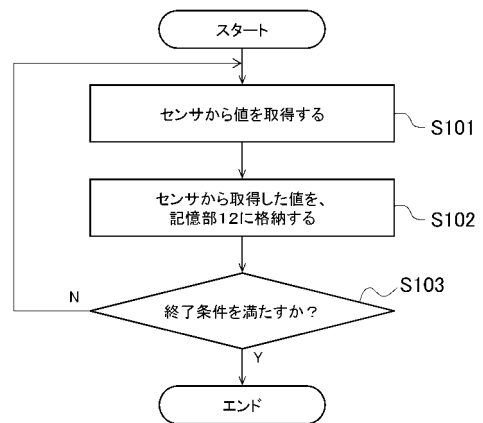 スタート
センサから値を取得する
S101
センサから取得した値を、
記憶部12に格納する
S102
終了条件を満たすか？
S103
N
Y
エンド